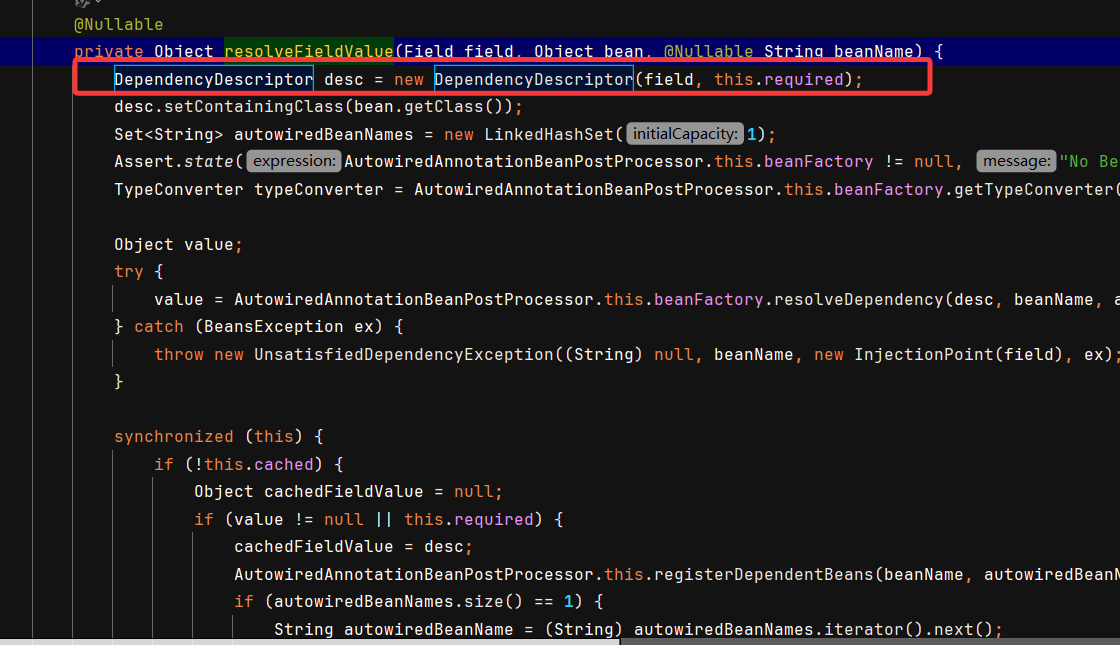 @Nullable
private Object resolveFieldValue(Field field, Object bean, @Nullable String beanName) {
DependencyDescriptor desc = new DependencyDescriptor(field, this.required);
desc.setContainingClass(bean.getClass());
Set<String> autowiredBeanNames = new LinkedHashSet( initialCapacity: 1);
Assert.state( expression: AutowiredAnnotationBeanPostProcessor.this.beanFactory != null, message: "No Be
TypeConverter typeConverter = AutowiredAnnotationBeanPostProcessor.this.beanFactory.getTypeConverter(
Object value;
try {
value = AutowiredAnnotationBeanPostProcessor.this.beanFactory.resolveDependency(desc, beanName, a
} catch (BeansException ex) {
throw new UnsatisfiedDependencyException((String) null, beanName, new InjectionPoint(field), ex);
}
synchronized (this) {
if (!this.cached) {
Object cachedFieldValue = null;
if (value != null || this.required) {
cachedFieldValue = desc;
AutowiredAnnotationBeanPostProcessor.this.registerDependentBeans(beanName, autowiredBeanN
if (autowiredBeanNames.size() == 1) {
String autowiredBeanName = (String) autowiredBeanNames.iterator().next();